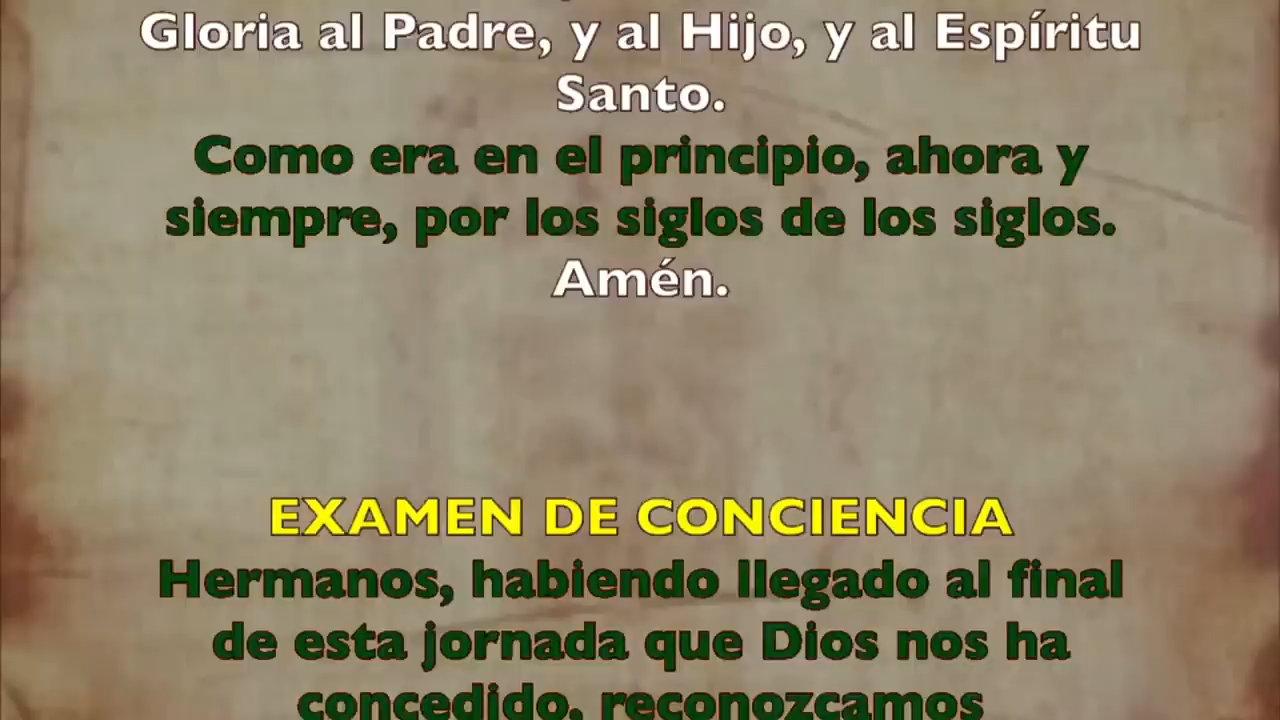 Gloria al Padre, y al Hijo, y al Espíritu
Santo.
Como era en el principio, ahora y
siempre, por los siglos de los siglos.
Amén.
EXAMEN DE CONCIENCIA
Hermanos, habiendo llegado al final
de esta jornada que Dios nos ha
concedido, reconozcamos